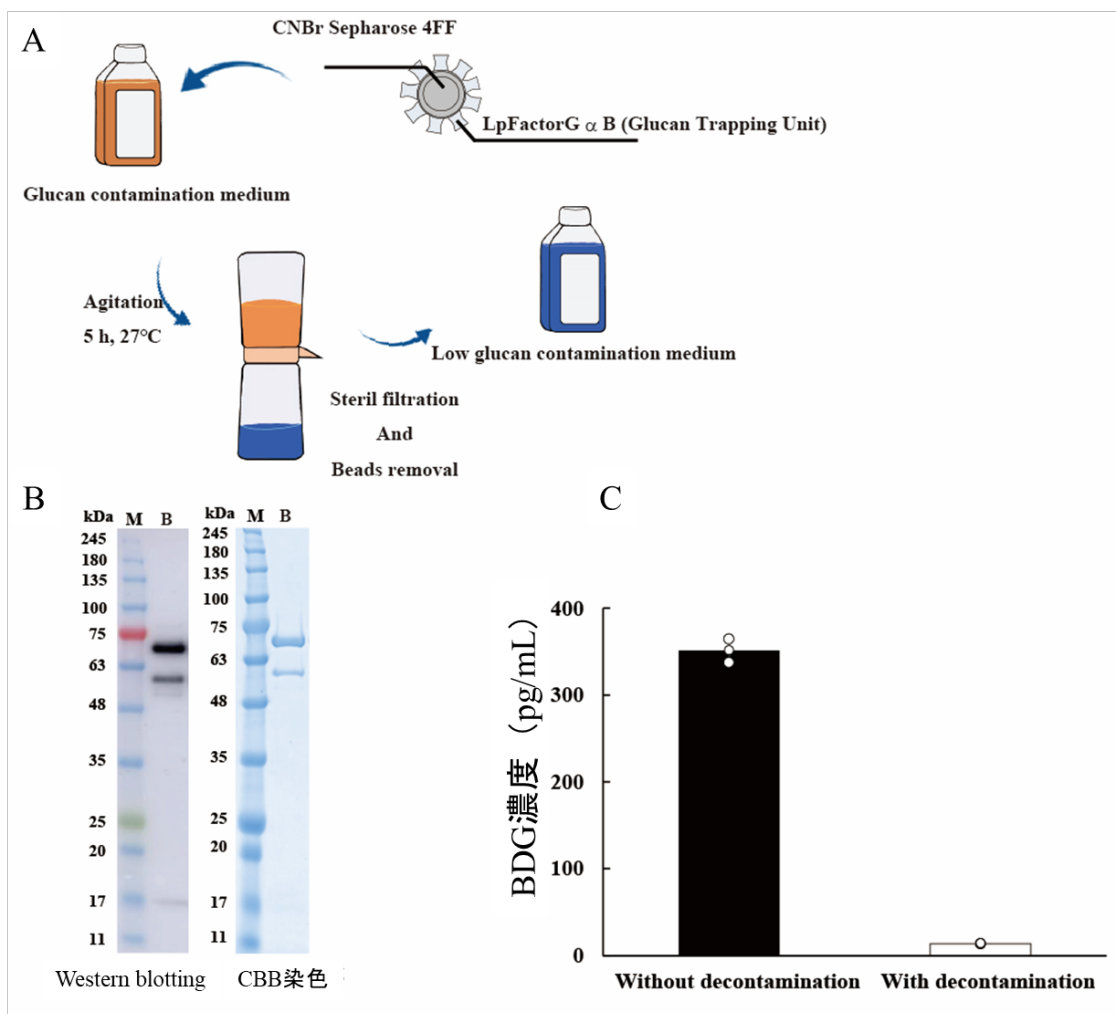 A
CNBr Sepharose 4FF
LpFactorG α B (Glucan Trapping Unit)
Glucan contamination medium
Agitation
5 h, 27℃
Low glucan contamination medium
Steril filtration
And
Beads removal
B
kDa M B
245
180
135
100
75
63
48
35
25
20
17
11
Western blotting
kDa M B
245
180
135
100
75
63
48
35
25
20
17
11
CBB染色
C
BDG濃度 (pg/mL)
400
300
200
100
0
Without decontamination
With decontamination